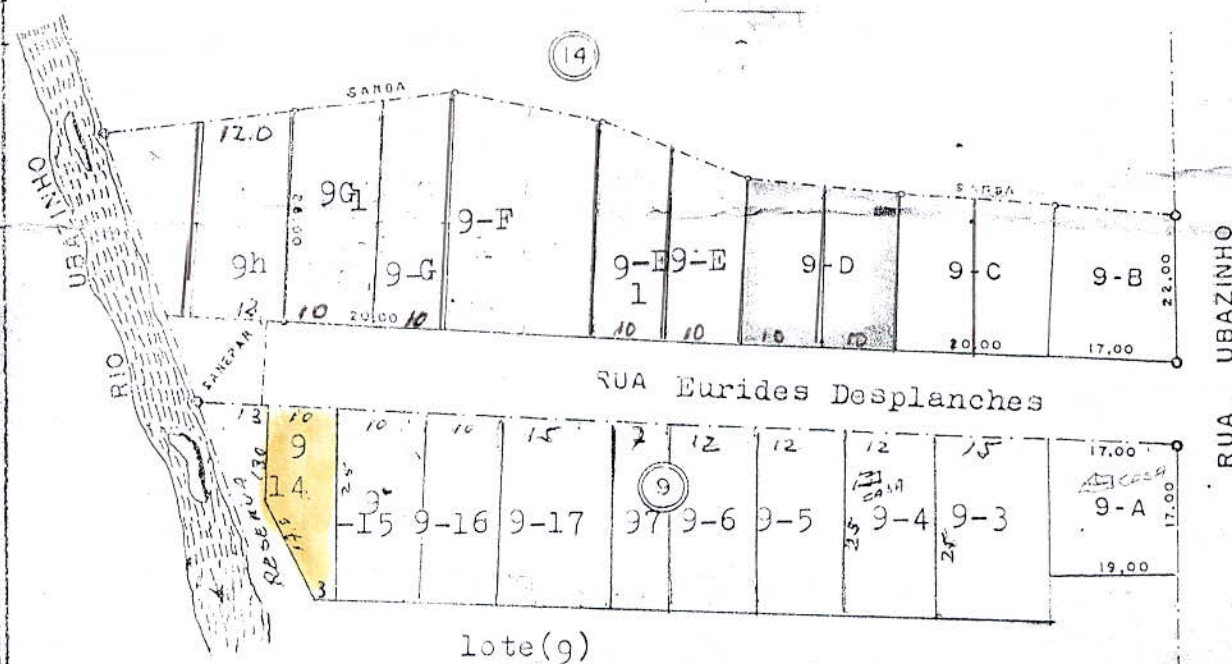 14
SANGA
12.0
9G1
28.00
9-F
9h
9-G
9-E
1
9-E
9-D
SANGA
9-C
9-B
22.00
12
10
20.00
10
10
10
10
10
20.00
17.00
RIO UBAZINHO
SANEPAR
RUA Eurides Desplanches
RUA UBAZINHO
13
10
10
10
15
7
12
12
12
15
17.00
9
14
130
25
9
-15
9-16
9-17
9
97
9-6
9-5
CASA
9-4
25
9-3
25
CASA
9-A
17.00
RESERVA
3
19.00
lote(9)